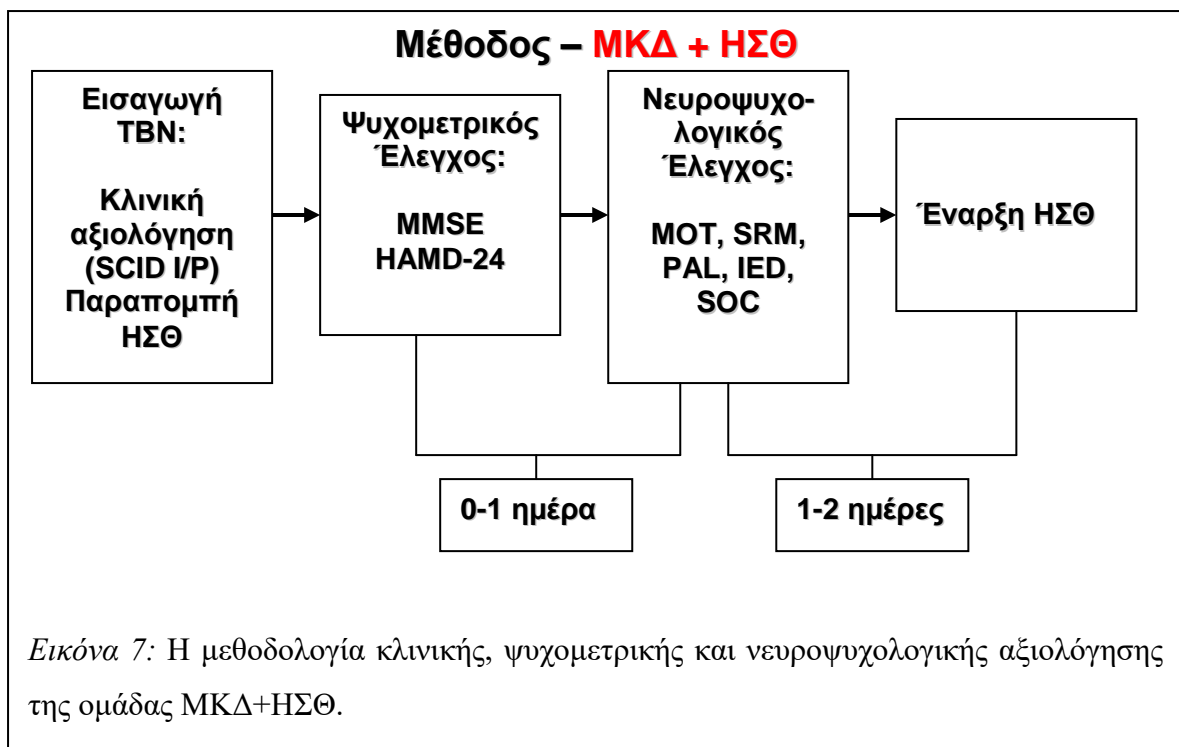 Μέθοδος – ΜΚΔ + ΗΣΘ
Εισαγωγή
ΤΒΝ:
Κλινική
αξιολόγηση
(SCID I/P)
Παραπομπή
ΗΣΘ
Ψυχομετρικός
Έλεγχος:
MMSE
HAMD-24
Νευροψυχο-
λογικός
Έλεγχος:
MOT, SRM,
PAL, IED,
SOC
Έναρξη ΗΣΘ
0-1 ημέρα
1-2 ημέρες
Εικόνα 7: Η μεθοδολογία κλινικής, ψυχομετρικής και νευροψυχολογικής αξιολόγησης
της ομάδας ΜΚΔ+ΗΣΘ.